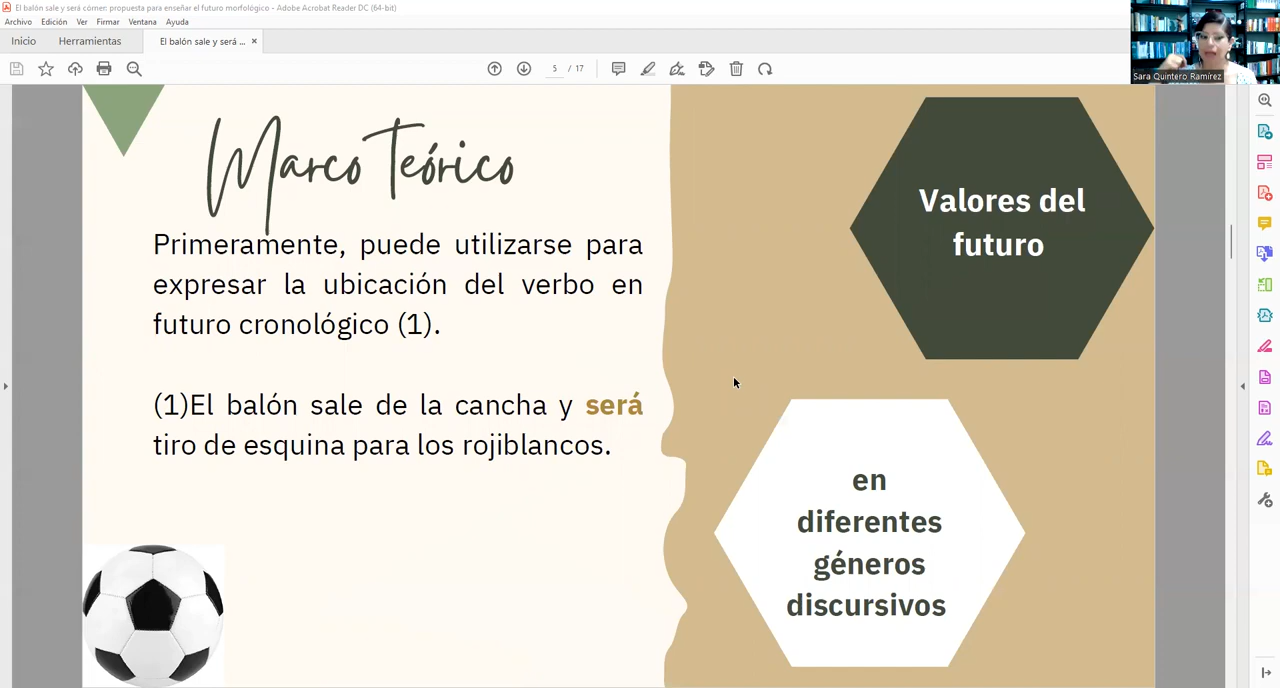 El balón sale y será córner: propuesta para enseñar el futuro morfológico - Adobe Acrobat Reader DC (64-bit)
Archivo Edición Ver Firmar Ventana Ayuda
Inicio Herramientas El balón sale y será ... ×
5 / 17
Sara Quintero Ramírez
Marco Teórico
Primeramente, puede utilizarse para
expresar la ubicación del verbo en
futuro cronológico (1).
(1)El balón sale de la cancha y será
tiro de esquina para los rojiblancos.
Valores del
futuro
en
diferentes
géneros
discursivos